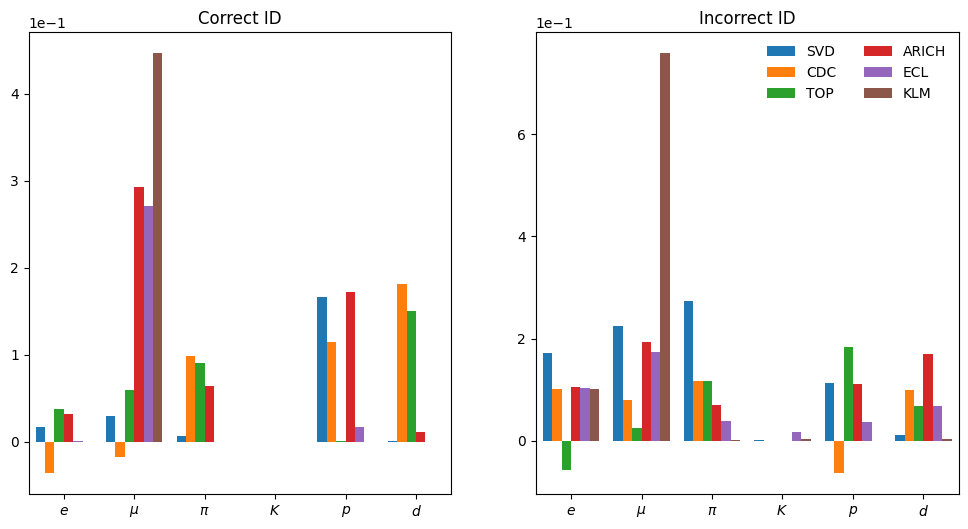 Correct ID
1e−1
4
3
2
1
0
e μ π K p d
Incorrect ID
1e−1
6
4
2
0
e μ π K p d
SVD ARICH
CDC ECL
TOP KLM